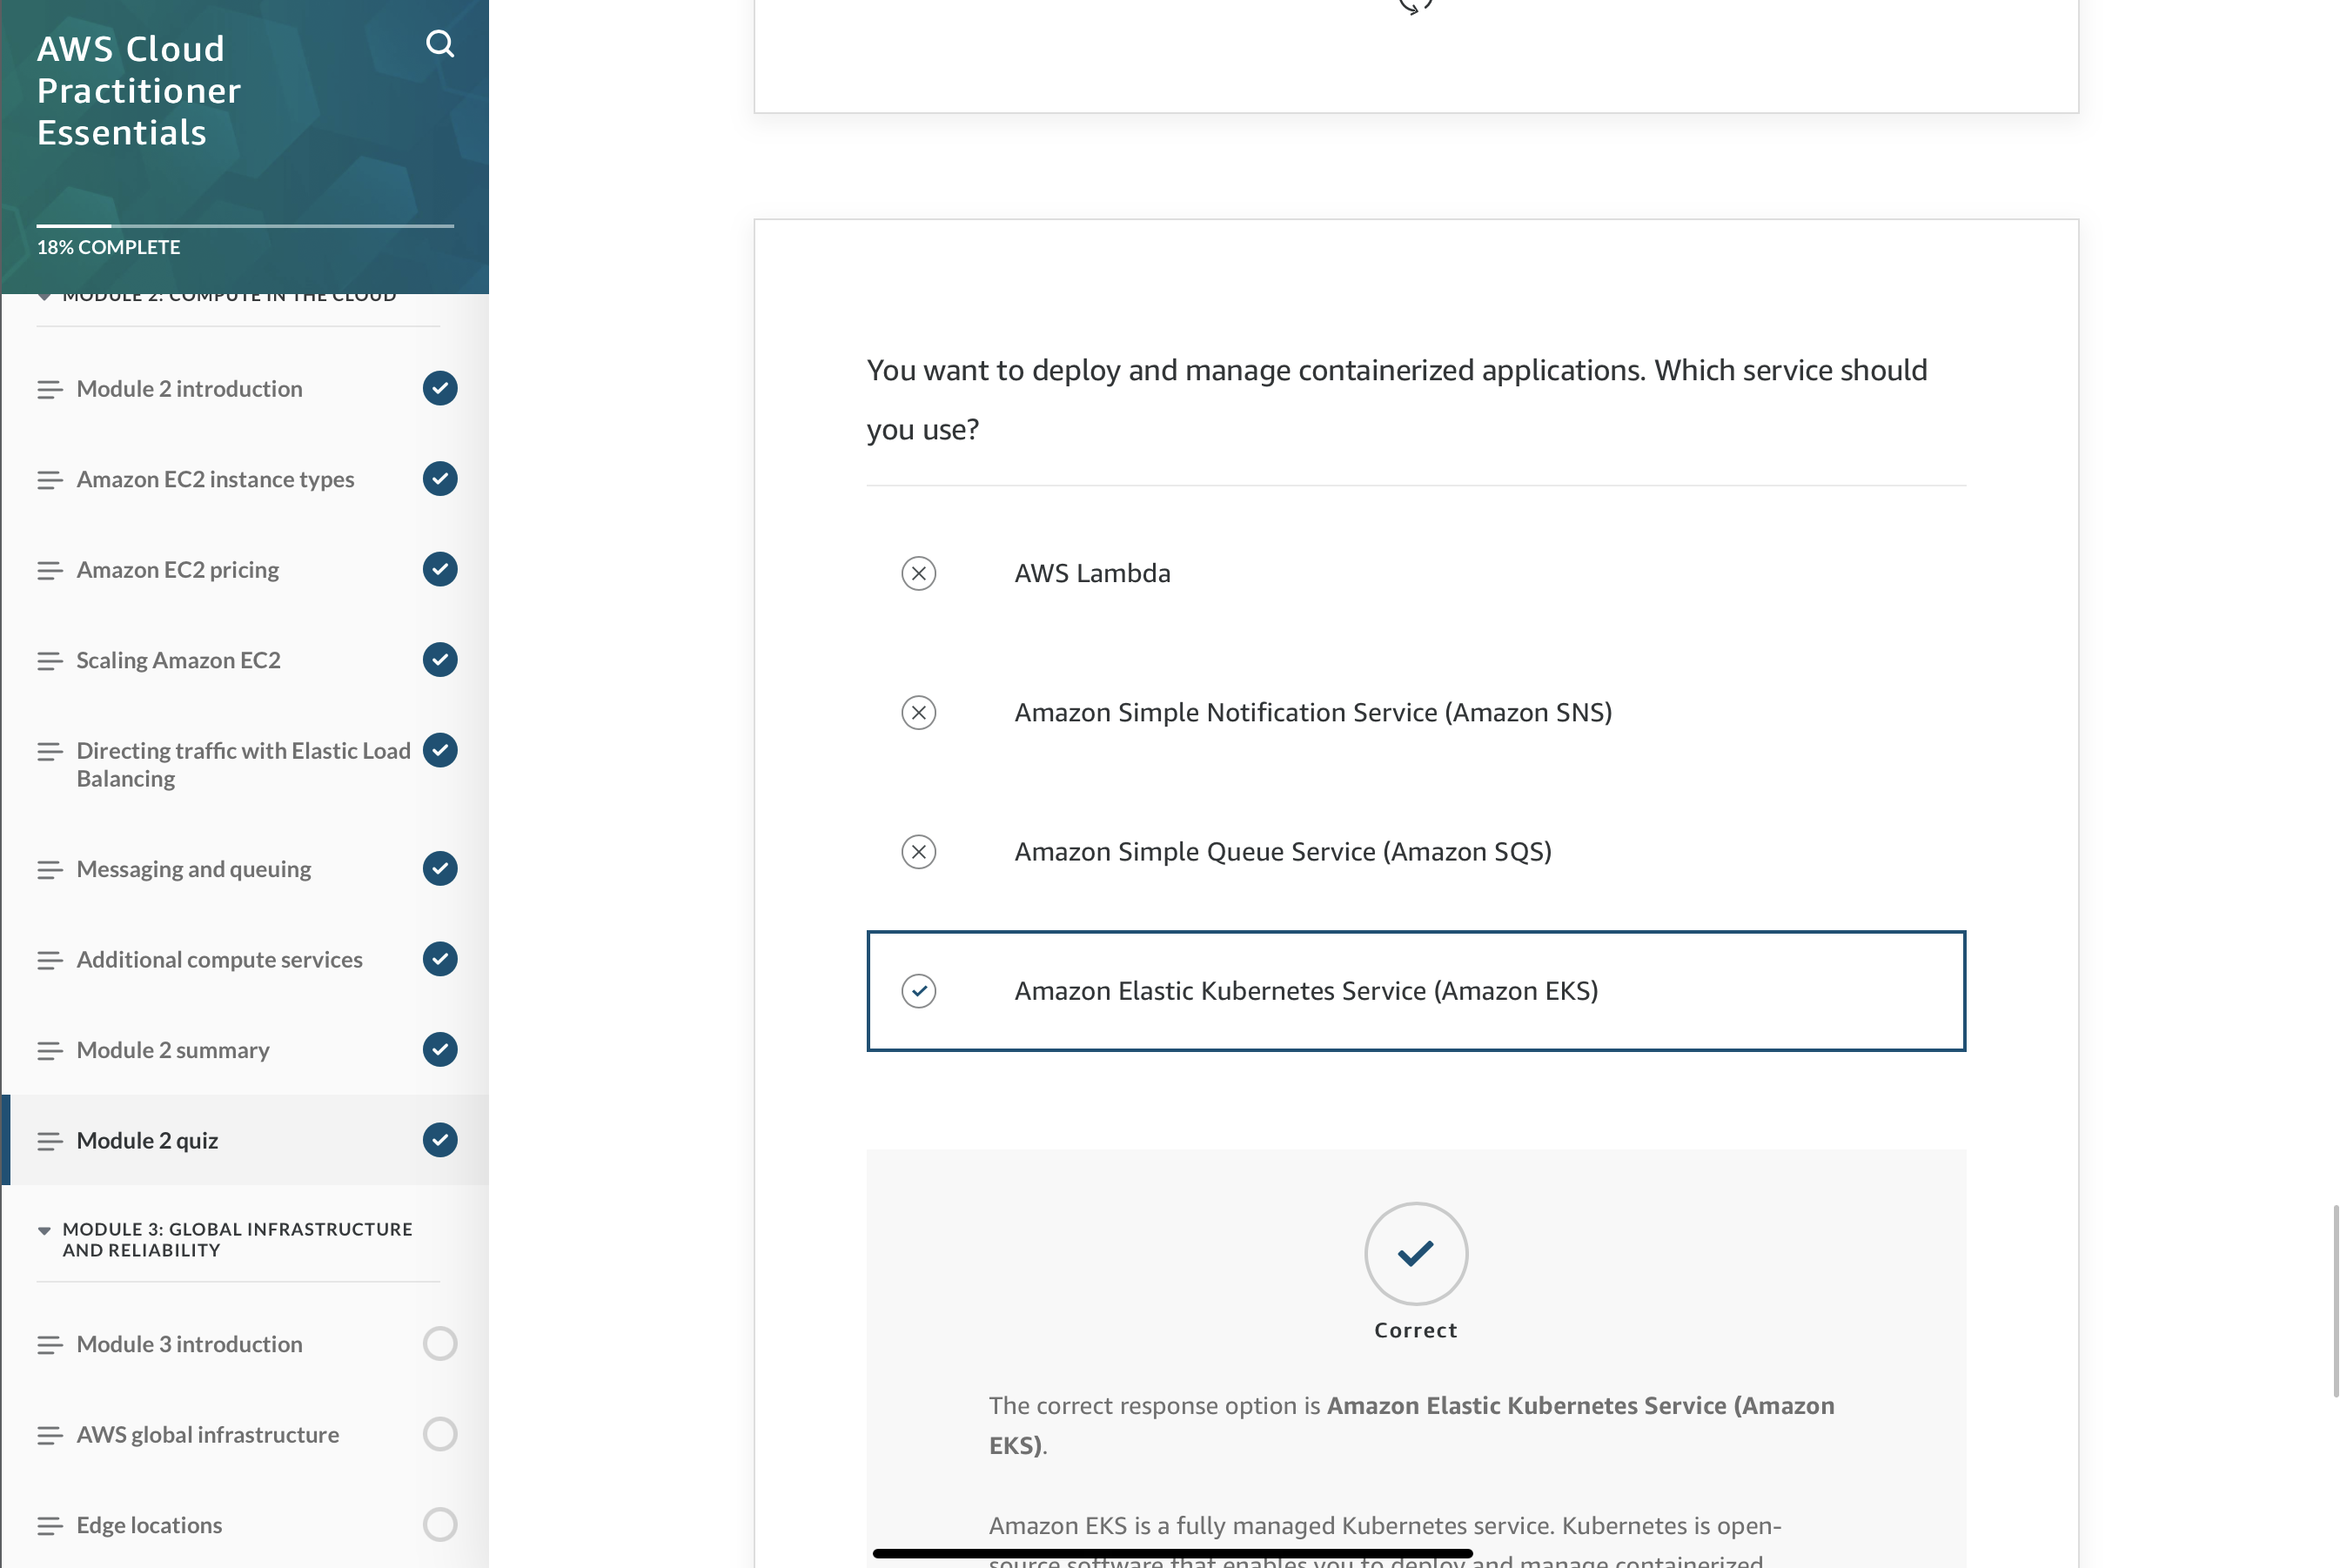 AWS Cloud
Practitioner
Essentials
18% COMPLETE
MODULE 2: COMPUTE IN THE CLOUD
Module 2 introduction
Amazon EC2 instance types
Amazon EC2 pricing
Scaling Amazon EC2
Directing traffic with Elastic Load
Balancing
Messaging and queuing
Additional compute services
Module 2 summary
Module 2 quiz
MODULE 3: GLOBAL INFRASTRUCTURE
AND RELIABILITY
Module 3 introduction
AWS global infrastructure
Edge locations
You want to deploy and manage containerized applications. Which service should
you use?
AWS Lambda
Amazon Simple Notification Service (Amazon SNS)
Amazon Simple Queue Service (Amazon SQS)
Amazon Elastic Kubernetes Service (Amazon EKS)
Correct
The correct response option is Amazon Elastic Kubernetes Service (Amazon
EKS).
Amazon EKS is a fully managed Kubernetes service. Kubernetes is open-
source software that enables you to deploy and manage containerized